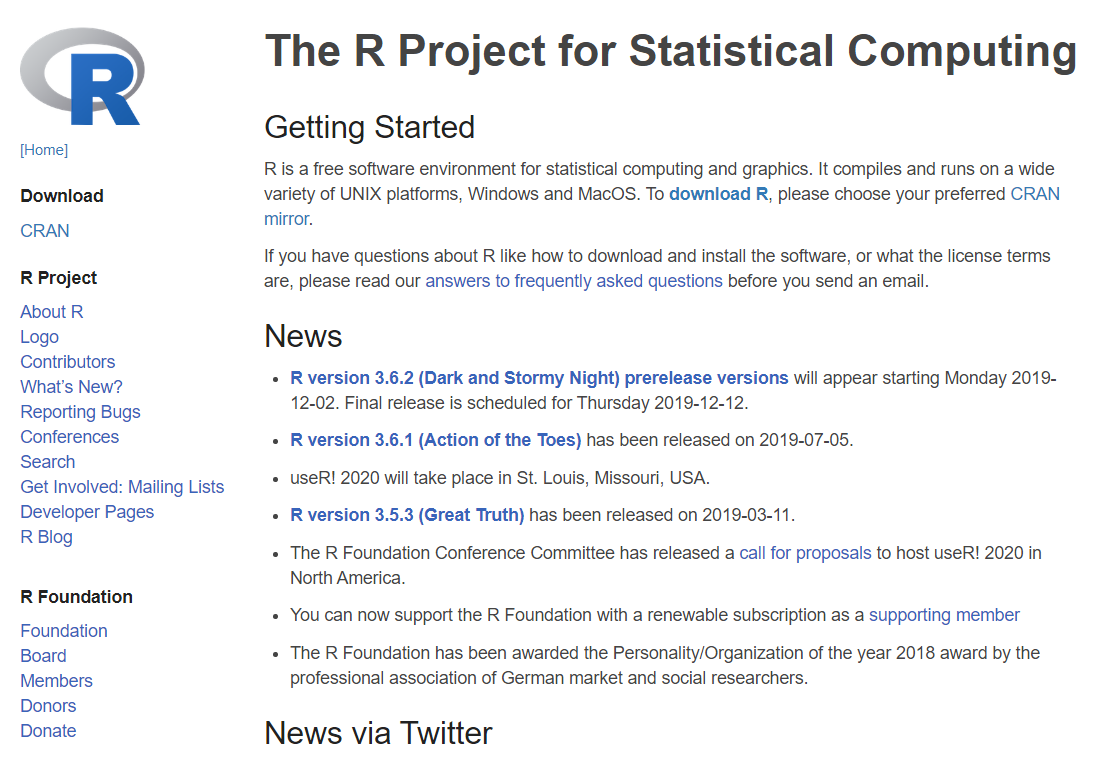 R
[Home]
Download
CRAN
R Project
About R
Logo
Contributors
What’s New?
Reporting Bugs
Conferences
Search
Get Involved: Mailing Lists
Developer Pages
R Blog
R Foundation
Foundation
Board
Members
Donors
Donate
The R Project for Statistical Computing
Getting Started
R is a free software environment for statistical computing and graphics. It compiles and runs on a wide
variety of UNIX platforms, Windows and MacOS. To download R, please choose your preferred CRAN
mirror.
If you have questions about R like how to download and install the software, or what the license terms
are, please read our answers to frequently asked questions before you send an email.
News
• R version 3.6.2 (Dark and Stormy Night) prerelease versions will appear starting Monday 2019-
12-02. Final release is scheduled for Thursday 2019-12-12.
• R version 3.6.1 (Action of the Toes) has been released on 2019-07-05.
• useR! 2020 will take place in St. Louis, Missouri, USA.
• R version 3.5.3 (Great Truth) has been released on 2019-03-11.
• The R Foundation Conference Committee has released a call for proposals to host useR! 2020 in
North America.
• You can now support the R Foundation with a renewable subscription as a supporting member
• The R Foundation has been awarded the Personality/Organization of the year 2018 award by the
professional association of German market and social researchers.
News via Twitter